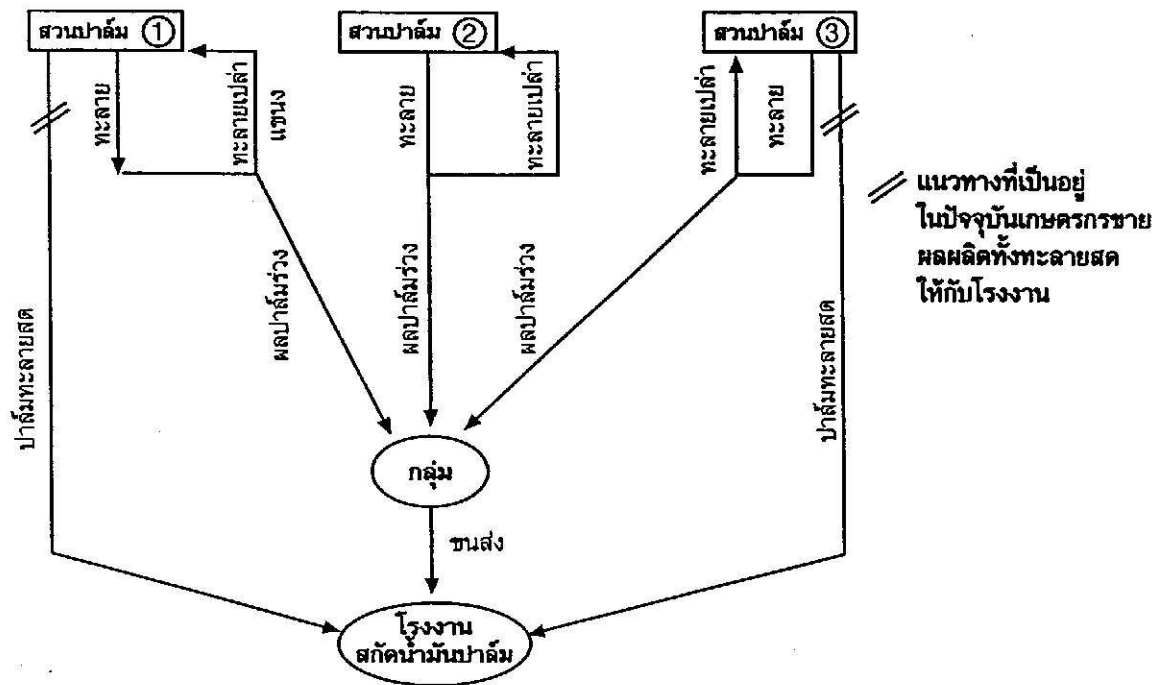 สวนปาล์ม ①
สวนปาล์ม ②
สวนปาล์ม ③
ทะลาย
ทะลายเปล่า
แขนง
ทะลาย
ทะลายเปล่า
ทะลายเปล่า
ทะลาย
แนวทางที่เป็นอยู่
ในปัจจุบันเกษตรกรขาย
ผลผลิตทั้งทะลายสด
ให้กับโรงงาน
ปาล์มทะลายสด
ผลปาล์มร่วง
ผลปาล์มร่วง
ผลปาล์มร่วง
ปาล์มทะลายสด
กลุ่ม
ขนส่ง
โรงงาน
สกัดน้ำมันปาล์ม